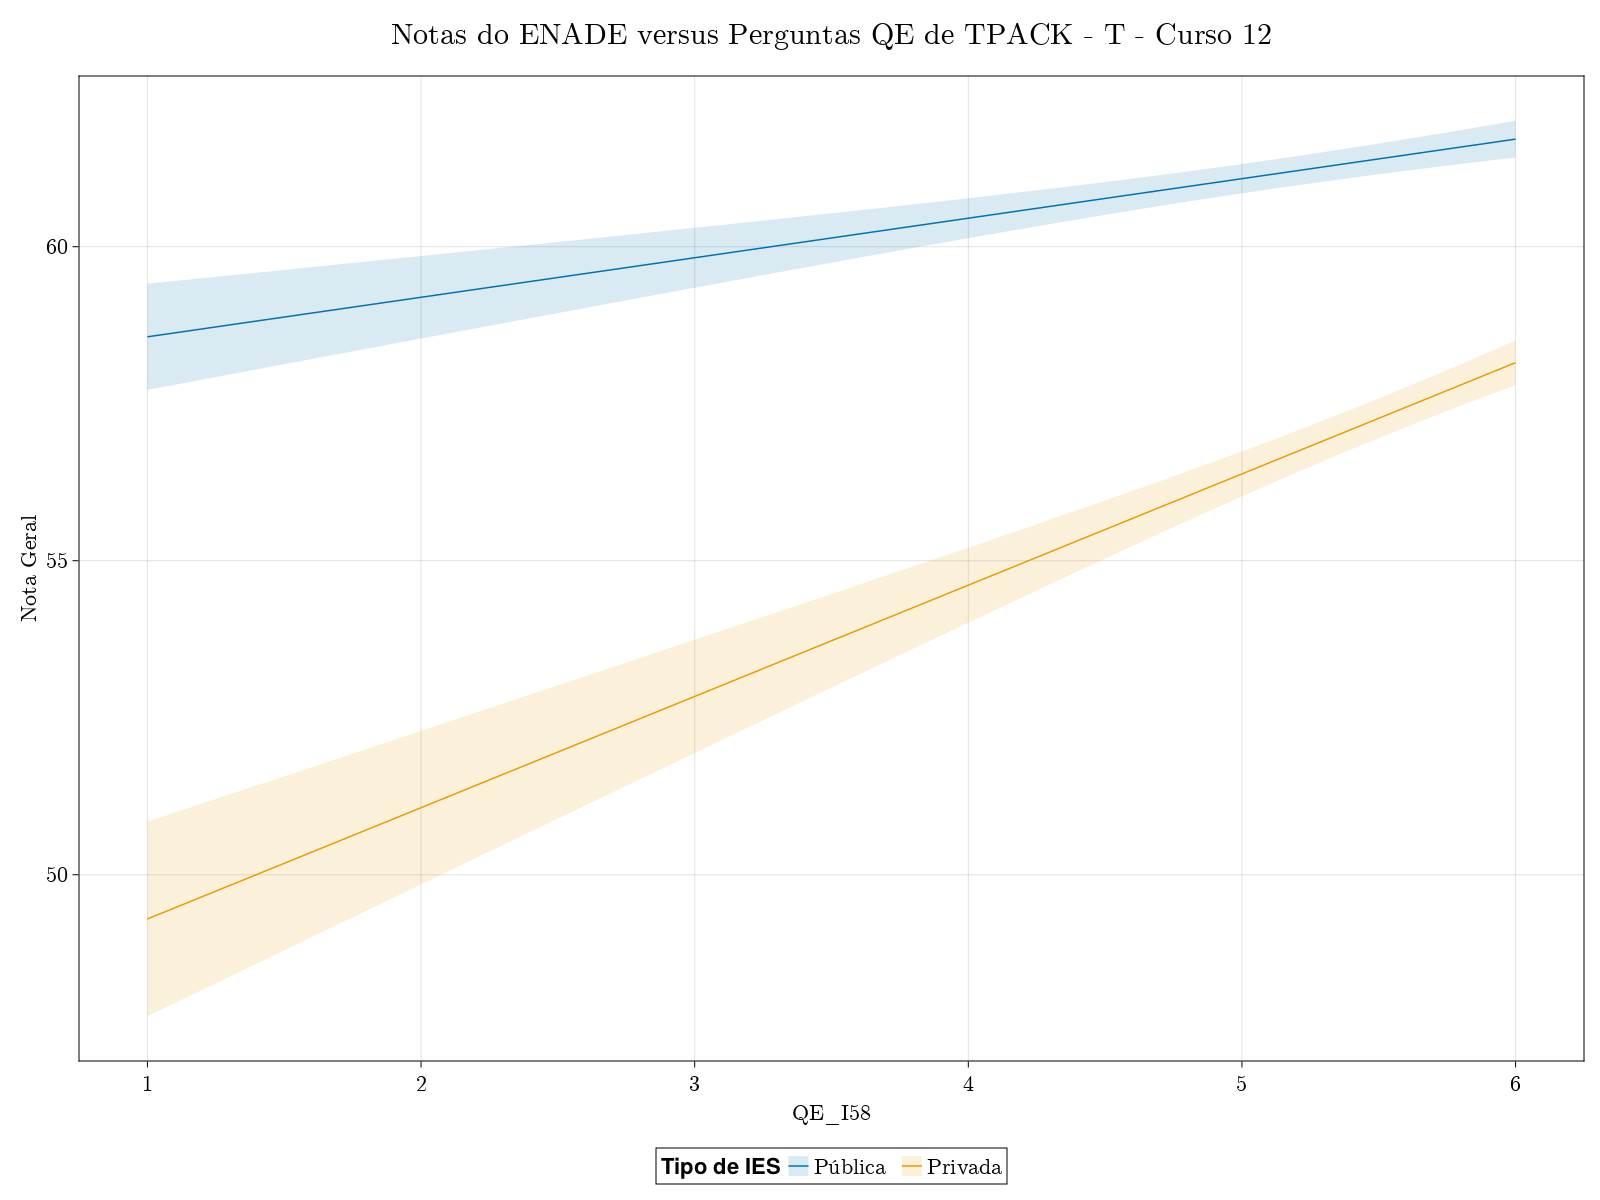 Notas do ENADE versus Perguntas QE de TPACK - T - Curso 12
Nota Geral
60
55
50
1 2 3 4 5 6
QE_I58
Tipo de IES Pública Privada